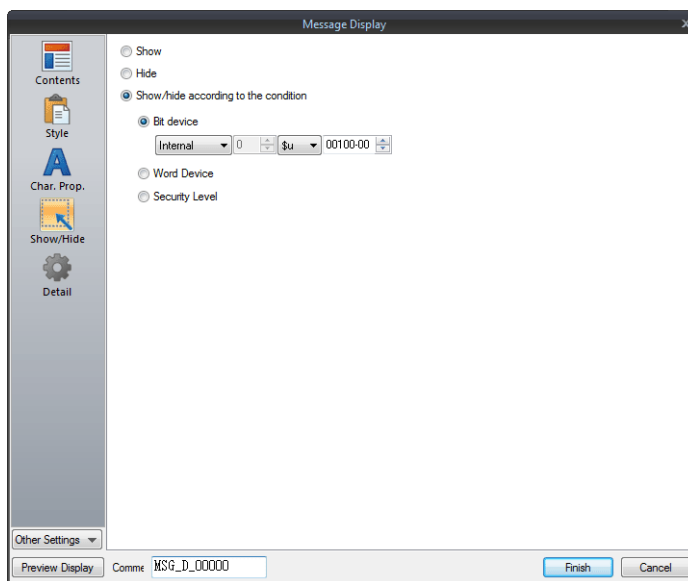 Message Display
Contents
Style
Char. Prop.
Show/Hide
Detail
Show
Hide
Show/hide according to the condition
Bit device
Internal 0 $u 00100-00
Word Device
Security Level
Other Settings
Preview Display Comme MSG_D_00000 Finish Cancel